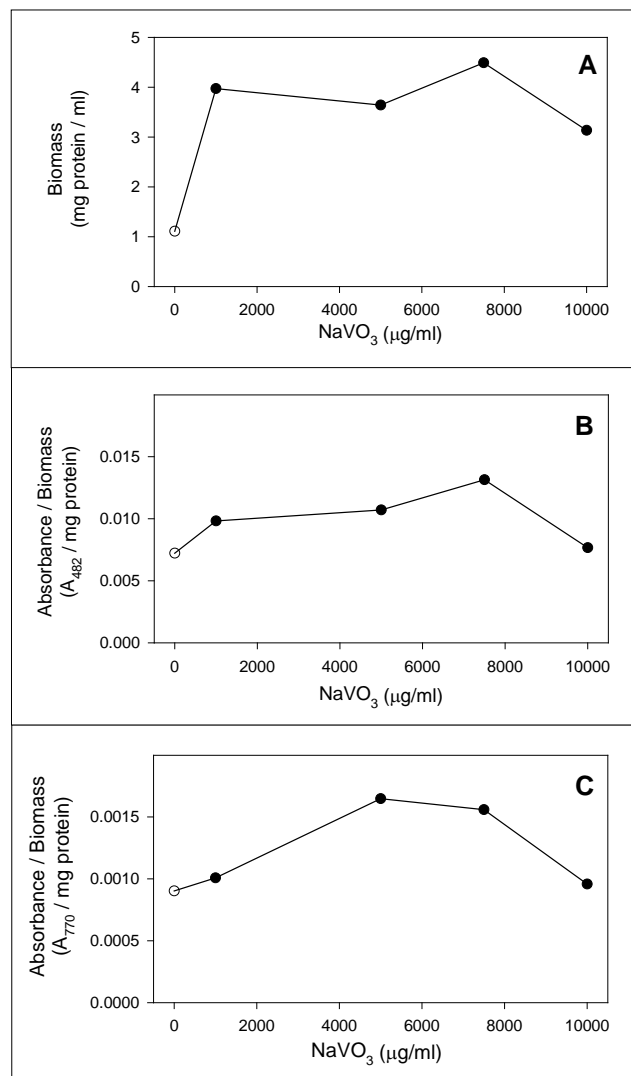 A
Biomass
(mg protein / ml)
5
4
3
2
1
0
0 2000 4000 6000 8000 10000
NaVO₃ (μg/ml)
B
Absorbance / Biomass
(A₄₈₂ / mg protein)
0.015
0.010
0.005
0.000
0 2000 4000 6000 8000 10000
NaVO₃ (μg/ml)
C
Absorbance / Biomass
(A₇₇₀ / mg protein)
0.0015
0.0010
0.0005
0.0000
0 2000 4000 6000 8000 10000
NaVO₃ (μg/ml)